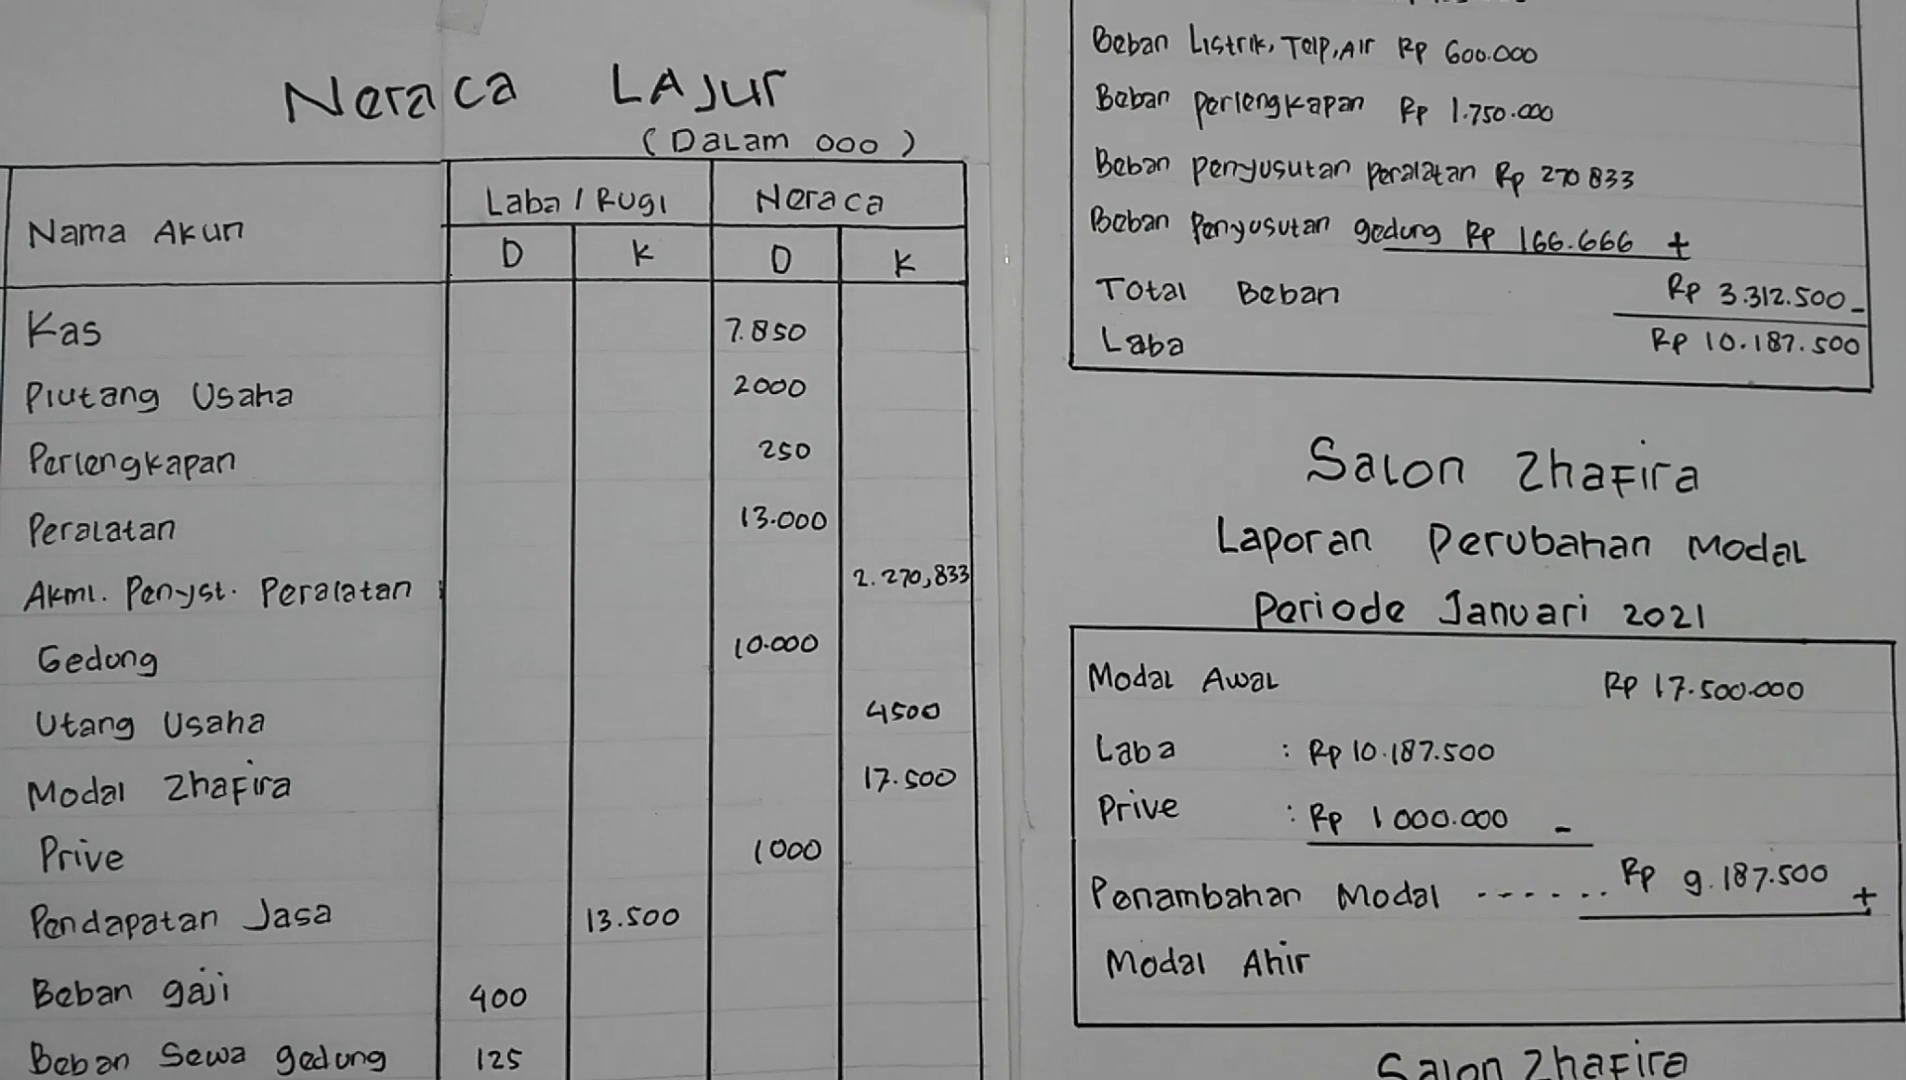 Neraca LAJUr
(DaLam 000)
Nama Akun
Laba / Rugi
Neraca
D K D K
Kas 7.850
Piutang Usaha 2000
Perlengkapan 250
Peralatan 13.000
Akml. Penyst. Peralatan 2.270,833
Gedung 10.000
Utang Usaha 4500
Modal Zhafira 17.500
Prive 1000
Pendapatan Jasa 13.500
Beban gaji 400
Beban Sewa gedung 125
Beban Listrik, Telp, Air Rp 600.000
Beban perlengkapan Rp 1.750.000
Beban penyusutan peralatan Rp 270 833
Beban Penyusutan gedung Rp 166.666 +
Total Beban Rp 3.312.500 -
Laba Rp 10.187.500
Salon Zhafira
Laporan Perubahan Modal
Periode Januari 2021
Modal Awal Rp 17.500.000
Laba : Rp 10.187.500
Prive : Rp 1 000.000 -
Penambahan Modal ...... Rp 9.187.500 +
Modal Ahir
Salon Zhafira